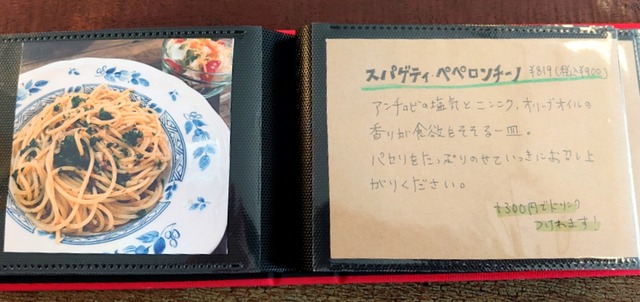 スパゲティ・ペペロンチーノ ¥819(税込¥900)
アンチョビの塩気とニンニク、オリーブオイルの
香りが食欲をそそる一皿。
パセリをたっぷりのせていっきにお召し上
がりください。
+300円でドリンク
つけれます!